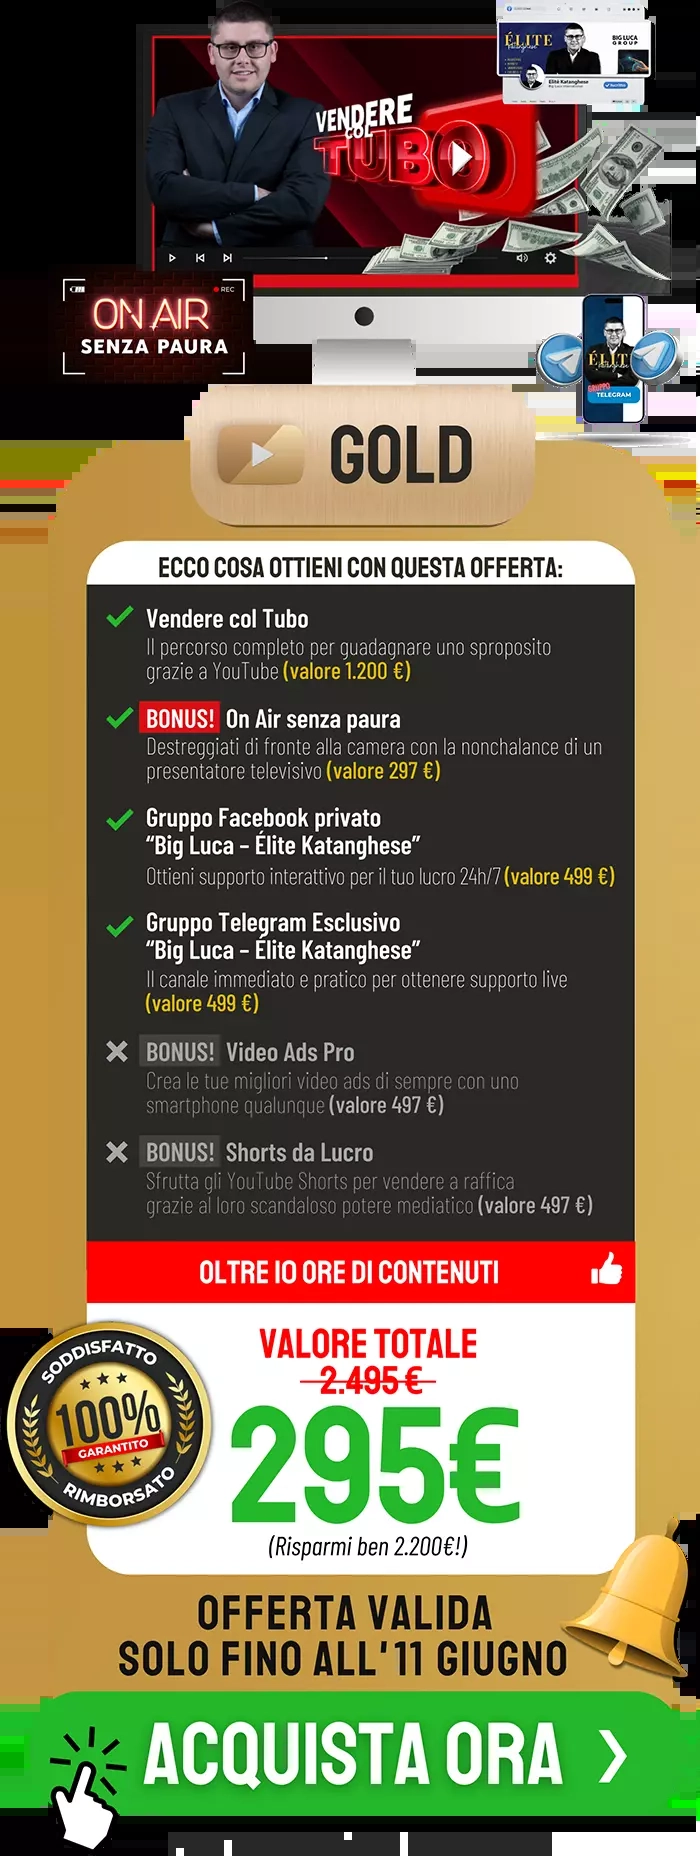 ÉLITE
Katanghese
BIG LUCA
GROUP
Elité Katanghese
VENDERE
COL
TUBO
REC
ON AIR
SENZA PAURA
GRUPPO
TELEGRAM
GOLD
ECCO COSA OTTIENI CON QUESTA OFFERTA:
Vendere col Tubo
Il percorso completo per guadagnare uno sproposito
grazie a YouTube (valore 1.200 €)
BONUS! On Air senza paura
Destreggiati di fronte alla camera con la nonchalance di un
presentatore televisivo (valore 297 €)
Gruppo Facebook privato
“Big Luca – Élite Katanghese”
Ottieni supporto interattivo per il tuo lucro 24h/7 (valore 499 €)
Gruppo Telegram Esclusivo
“Big Luca – Élite Katanghese”
Il canale immediato e pratico per ottenere supporto live
(valore 499 €)
BONUS! Video Ads Pro
Crea le tue migliori video ads di sempre con uno
smartphone qualunque (valore 497 €)
BONUS! Shorts da Lucro
Sfrutta gli YouTube Shorts per vendere a raffica
grazie al loro scandaloso potere mediatico (valore 497 €)
OLTRE 10 ORE DI CONTENUTI
SODDISFATTO
100%
GARANTITO
RIMBORSATO
VALORE TOTALE
2.495 €
295€
(Risparmi ben 2.200€!)
OFFERTA VALIDA
SOLO FINO ALL'11 GIUGNO
ACQUISTA ORA